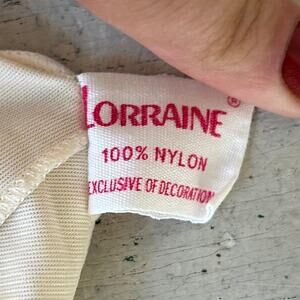 LORRAINE®
100% NYLON
EXCLUSIVE OF DECORATION